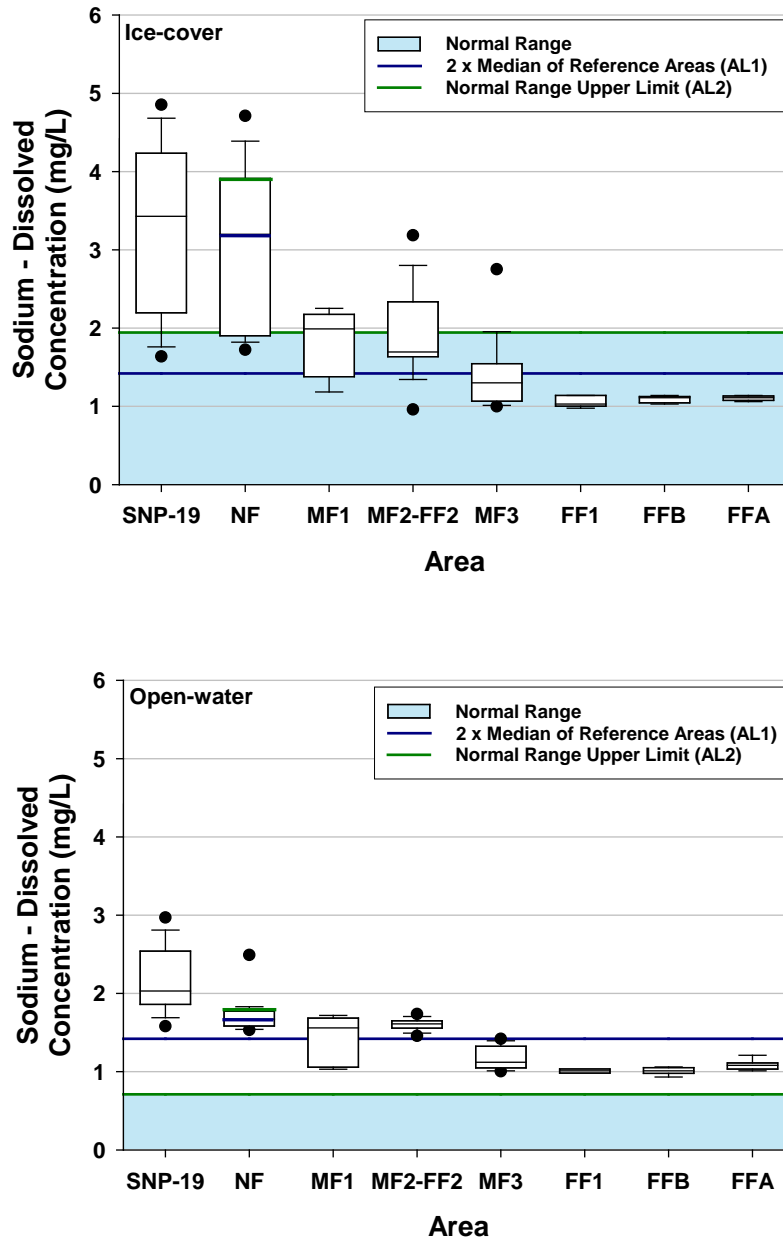 Ice-cover
Normal Range
2 x Median of Reference Areas (AL1)
Normal Range Upper Limit (AL2)
Sodium - Dissolved
Concentration (mg/L)
6
5
4
3
2
1
0
SNP-19 NF MF1 MF2-FF2 MF3 FF1 FFB FFA
Area
Open-water
Normal Range
2 x Median of Reference Areas (AL1)
Normal Range Upper Limit (AL2)
Sodium - Dissolved
Concentration (mg/L)
6
5
4
3
2
1
0
SNP-19 NF MF1 MF2-FF2 MF3 FF1 FFB FFA
Area